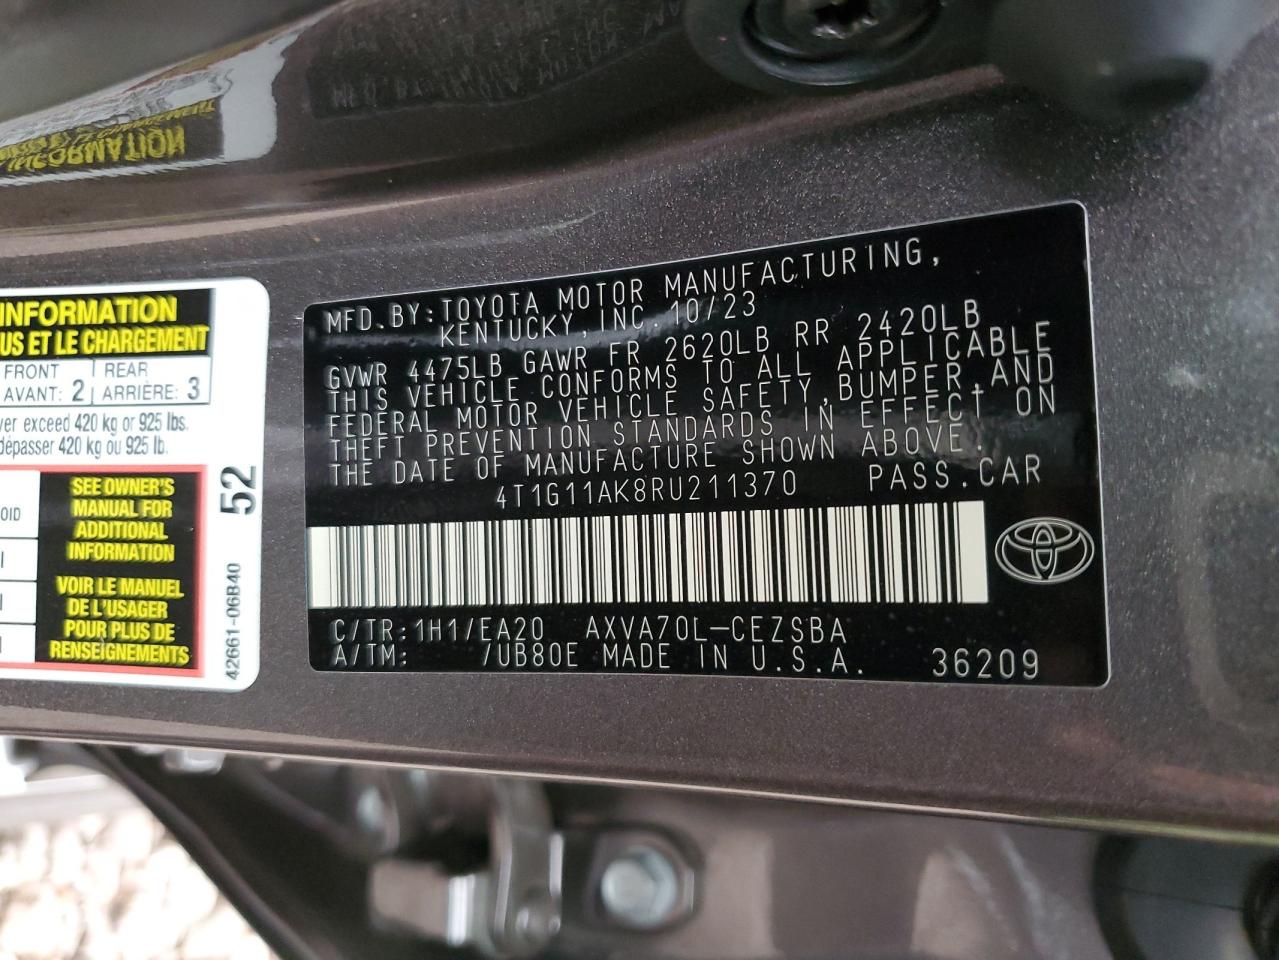 MFD. BY: TOYOTA MOTOR MANUFACTURING,
KENTUCKY, INC. 10/23
GVWR 4475LB GAWR FR 2620LB RR 2420LB
THIS VEHICLE CONFORMS TO ALL APPLICABLE
FEDERAL MOTOR VEHICLE SAFETY, BUMPER, AND
THEFT PREVENTION STANDARDS IN EFFECT ON
THE DATE OF MANUFACTURE SHOWN ABOVE.
4T1G11AK8RU211370 PASS. CAR
C/TR: 1H1/EA20 AXVA70L-CEZSBA
A/TM: /UB80E MADE IN U.S.A. 36209
INFORMATION
US ET LE CHARGEMENT
FRONT REAR
AVANT: 2 ARRIÈRE: 3
ver exceed 420 kg or 925 lbs.
dépasser 420 kg ou 925 lb.
SEE OWNER'S
MANUAL FOR
ADDITIONAL
INFORMATION
VOIR LE MANUEL
DE L'USAGER
POUR PLUS DE
RENSEIGNEMENTS
OID
52
42661-06B40
INFORMATION